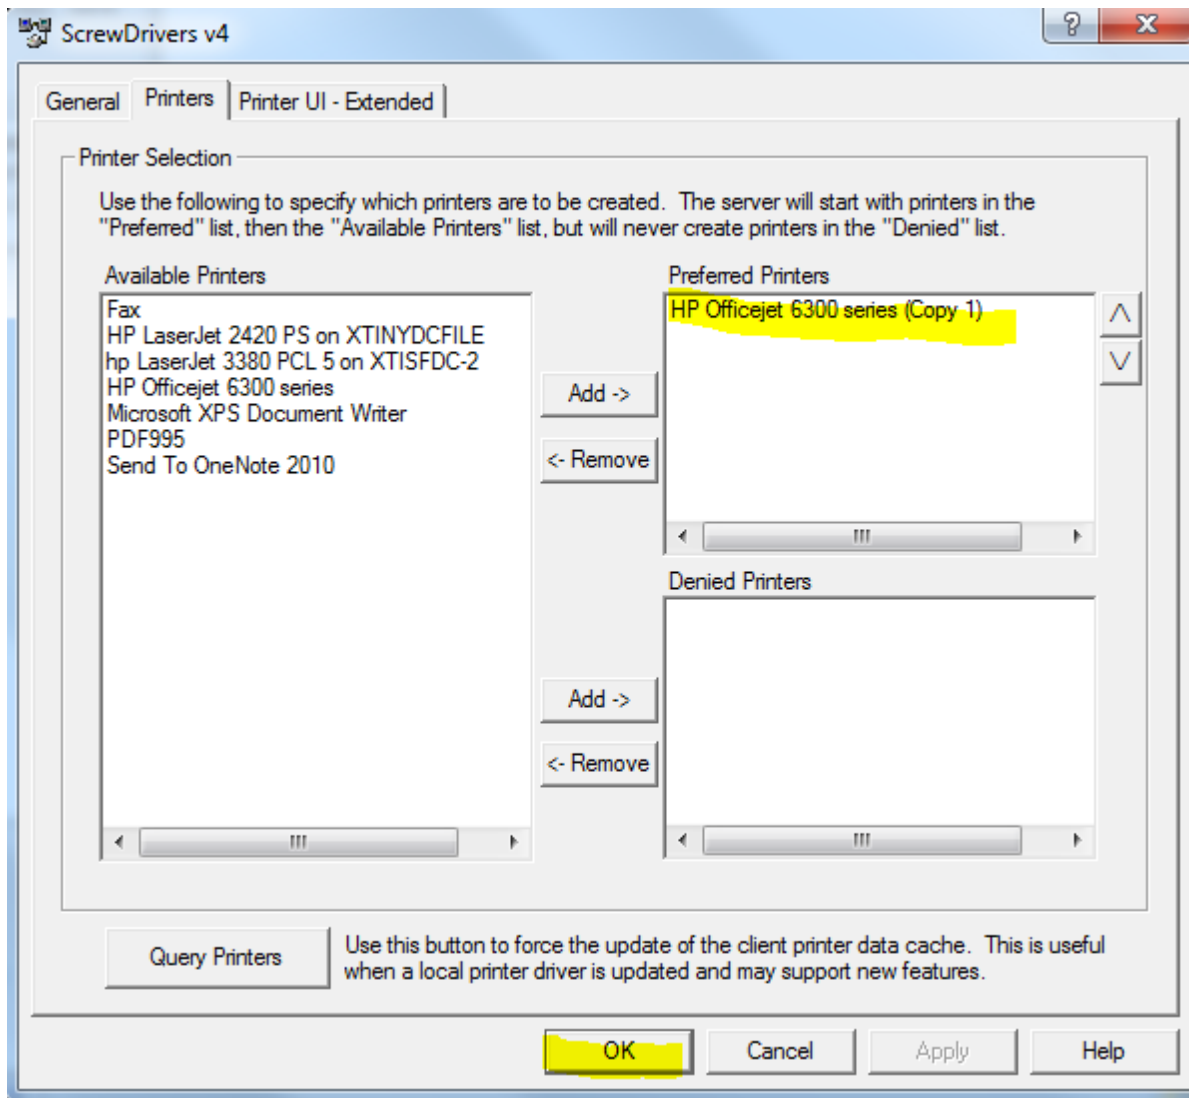 ScrewDrivers v4
General
Printers
Printer UI - Extended
Printer Selection
Use the following to specify which printers are to be created. The server will start with printers in the
"Preferred" list, then the "Available Printers" list, but will never create printers in the "Denied" list.
Available Printers
Fax
HP LaserJet 2420 PS on XTINYDCFILE
hp LaserJet 3380 PCL 5 on XTISFDC-2
HP Officejet 6300 series
Microsoft XPS Document Writer
PDF995
Send To OneNote 2010
Add ->
<- Remove
Preferred Printers
HP Officejet 6300 series (Copy 1)
Denied Printers
Add ->
<- Remove
Query Printers
Use this button to force the update of the client printer data cache. This is useful
when a local printer driver is updated and may support new features.
OK
Cancel
Apply
Help